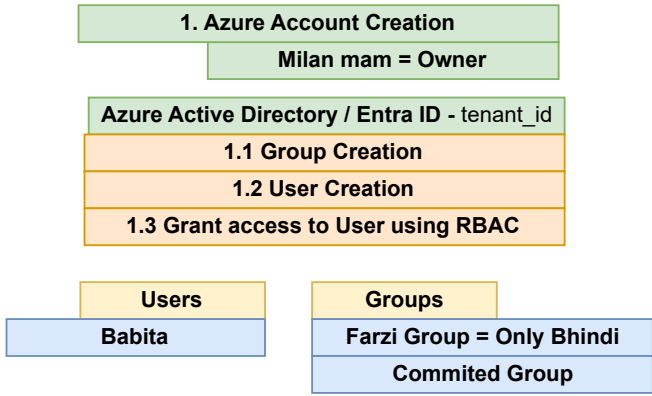 1. Azure Account Creation
Milan mam = Owner
Azure Active Directory / Entra ID - tenant_id
1.1 Group Creation
1.2 User Creation
1.3 Grant access to User using RBAC
Users
Babita
Groups
Farzi Group = Only Bhindi
Commited Group